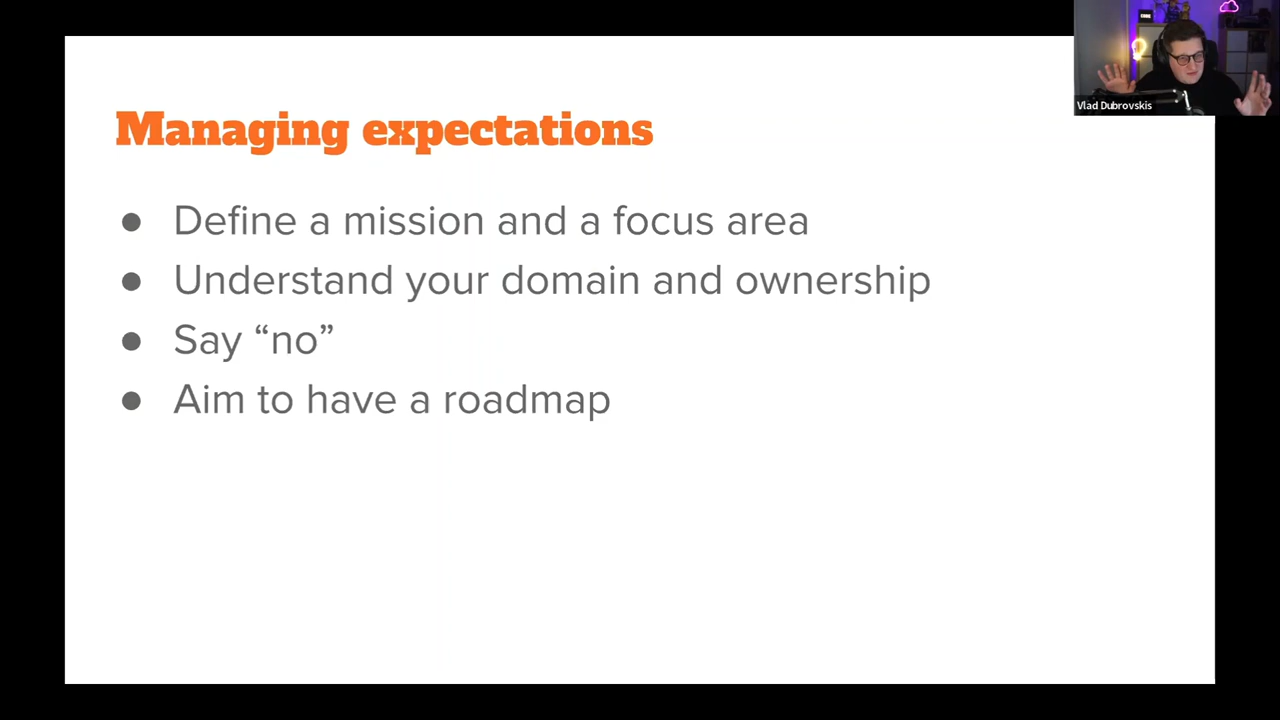 Managing expectations
● Define a mission and a focus area
● Understand your domain and ownership
● Say “no”
● Aim to have a roadmap
Vlad Dubrovskis